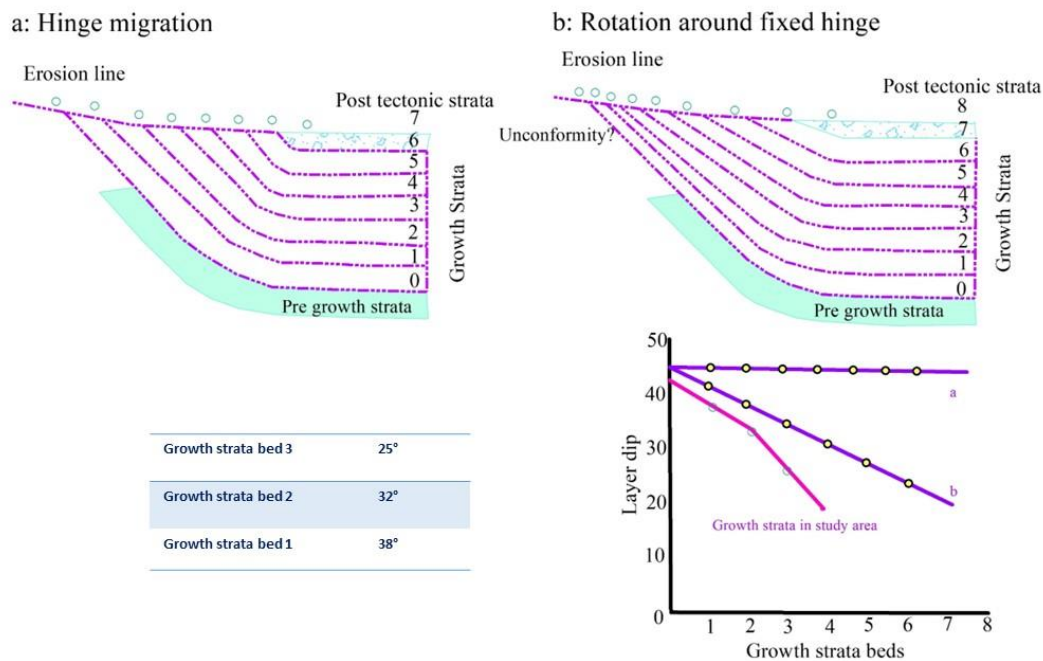 a: Hinge migration
Erosion line
Post tectonic strata
7
6
5
4
3
2
1
0
Growth Strata
Pre growth strata
b: Rotation around fixed hinge
Erosion line
Post tectonic strata
Unconformity?
8
7
6
5
4
3
2
1
0
Growth Strata
Pre growth strata
Growth strata bed 3 25°
Growth strata bed 2 32°
Growth strata bed 1 38°
50
40
30
20
10
0
Layer dip
a
b
Growth strata in study area
1 2 3 4 5 6 7 8
Growth strata beds